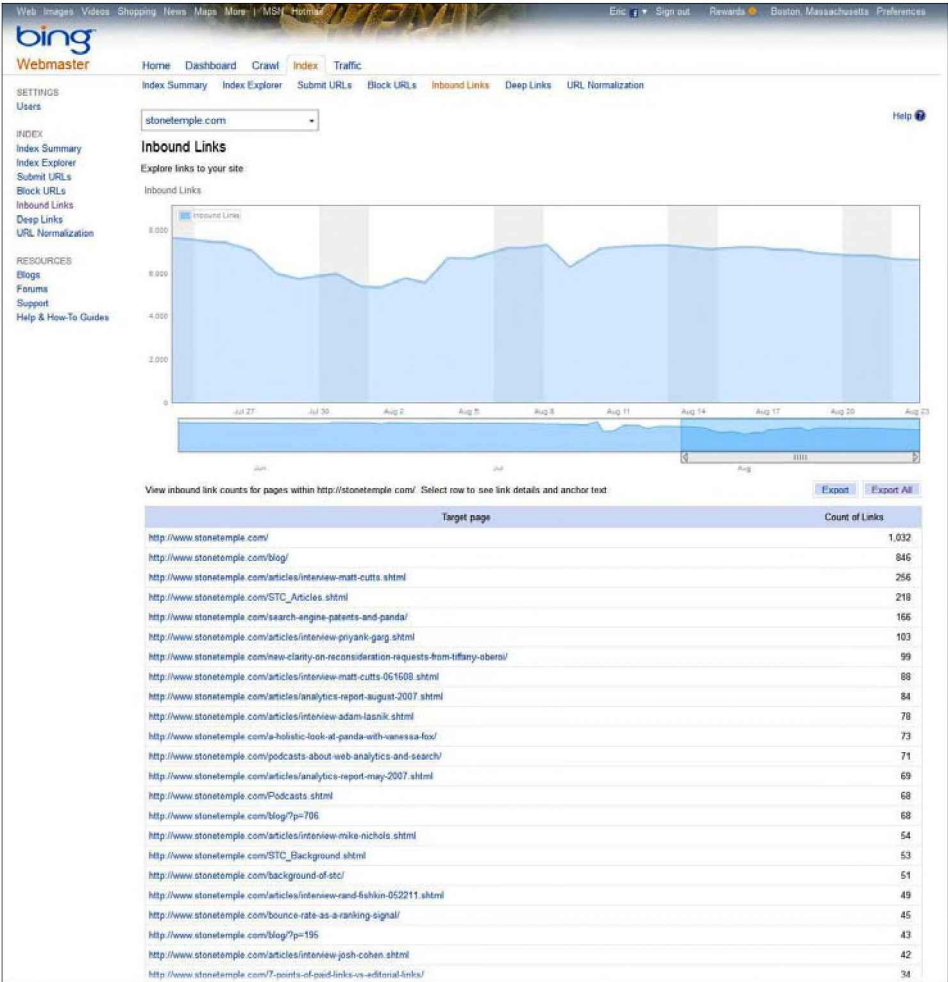 Web Images Videos Shopping News Maps More | MSN Hotmail
Eric Sign out Rewards Boston, Massachusetts Preferences
bing
Webmaster
Home Dashboard Crawl Index Traffic
Index Summary Index Explorer Submit URLs Block URLs Inbound Links Deep Links URL Normalization
SETTINGS
Users
INDEX
Index Summary
Index Explorer
Submit URLs
Block URLs
Inbound Links
Deep Links
URL Normalization
RESOURCES
Blogs
Forums
Support
Help & How-To Guides
stonetemple.com
Help
Inbound Links
Explore links to your site
Inbound Links
Inbound Links
8,000
6,000
4,000
2,000
0
Jul 27 Jul 30 Aug 2 Aug 5 Aug 8 Aug 11 Aug 14 Aug 17 Aug 20 Aug 23
Jun Jul Aug
View inbound link counts for pages within http://stonetemple.com/. Select row to see link details and anchor text
Export Export All
Target page Count of Links
http://www.stonetemple.com/ 1,032
http://www.stonetemple.com/blog/ 846
http://www.stonetemple.com/articles/interview-matt-cutts.shtml 256
http://www.stonetemple.com/STC_Articles.shtml 218
http://www.stonetemple.com/search-engine-patents-and-panda/ 166
http://www.stonetemple.com/articles/interview-priyank-garg.shtml 103
http://www.stonetemple.com/new-clarity-on-reconsideration-requests-from-tiffany-oberoi/ 99
http://www.stonetemple.com/articles/interview-matt-cutts-061608.shtml 88
http://www.stonetemple.com/articles/analytics-report-august-2007.shtml 84
http://www.stonetemple.com/articles/interview-adam-lasnik.shtml 78
http://www.stonetemple.com/a-holistic-look-at-panda-with-vanessa-fox/ 73
http://www.stonetemple.com/podcasts-about-web-analytics-and-search/ 71
http://www.stonetemple.com/articles/analytics-report-may-2007.shtml 69
http://www.stonetemple.com/Podcasts.shtml 68
http://www.stonetemple.com/blog/?p=706 68
http://www.stonetemple.com/articles/interview-mike-nichols.shtml 54
http://www.stonetemple.com/STC_Background.shtml 53
http://www.stonetemple.com/background-of-stc/ 51
http://www.stonetemple.com/articles/interview-rand-fishkin-052211.shtml 49
http://www.stonetemple.com/bounce-rate-as-a-ranking-signal/ 45
http://www.stonetemple.com/blog/?p=195 43
http://www.stonetemple.com/articles/interview-josh-cohen.shtml 42
http://www.stonetemple.com/7-points-of-paid-links-vs-editorial-links/ 34